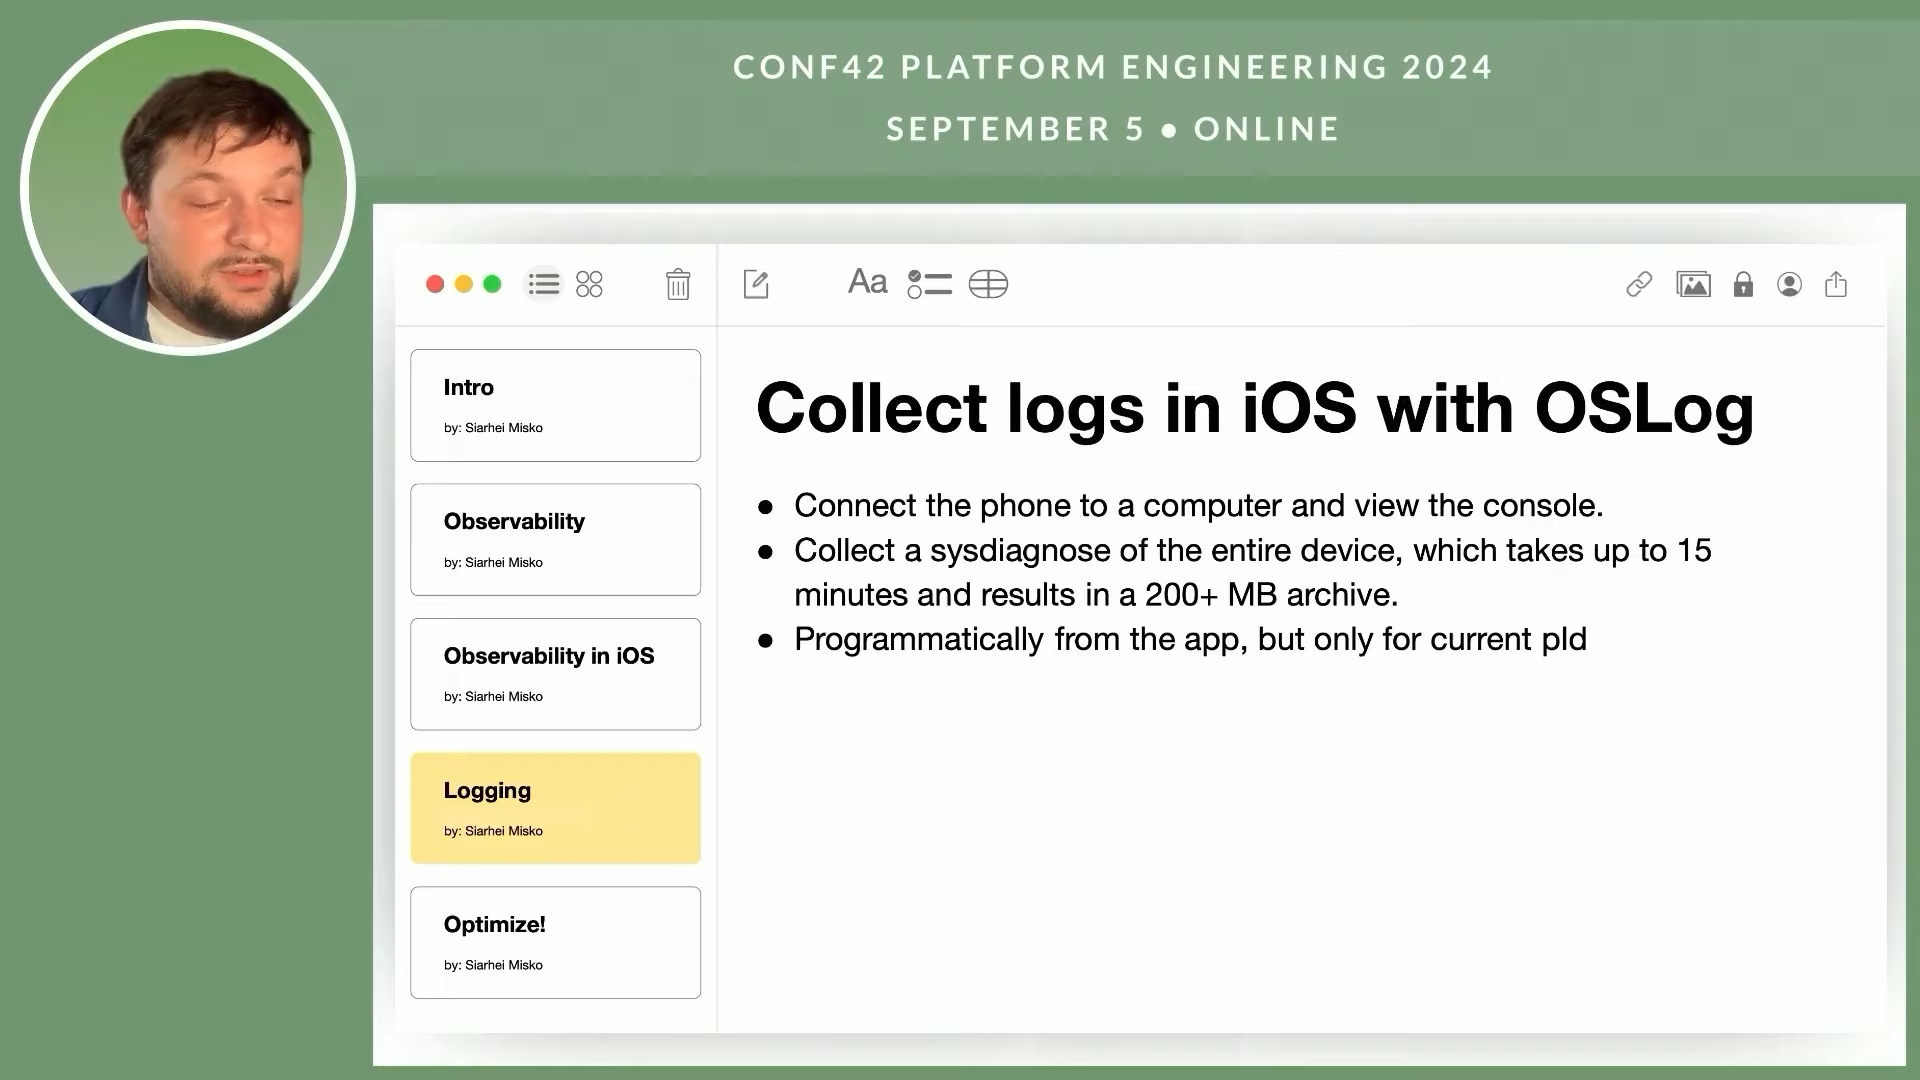 CONF42 PLATFORM ENGINEERING 2024
SEPTEMBER 5 ● ONLINE
Aa
Intro
by: Siarhei Misko
Observability
by: Siarhei Misko
Observability in iOS
by: Siarhei Misko
Logging
by: Siarhei Misko
Optimize!
by: Siarhei Misko
Collect logs in iOS with OSLog
● Connect the phone to a computer and view the console.
● Collect a sysdiagnose of the entire device, which takes up to 15
minutes and results in a 200+ MB archive.
● Programmatically from the app, but only for current pId